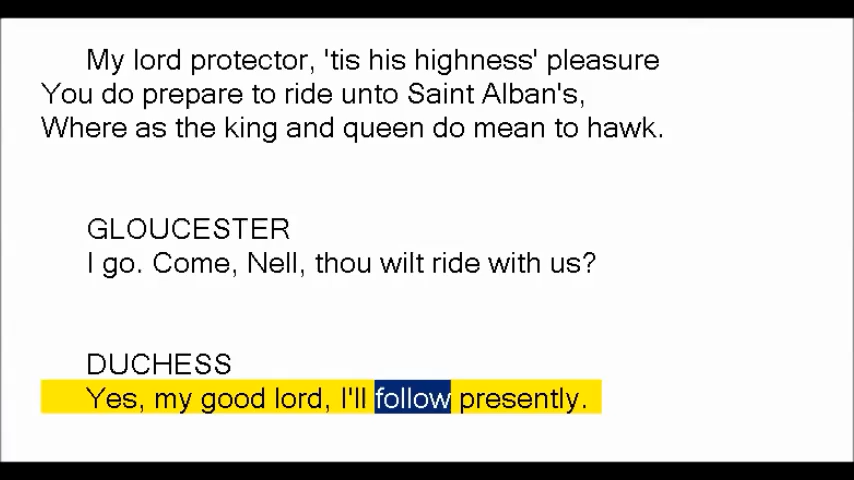 My lord protector, 'tis his highness' pleasure
You do prepare to ride unto Saint Alban's,
Where as the king and queen do mean to hawk.
GLOUCESTER
I go. Come, Nell, thou wilt ride with us?
DUCHESS
Yes, my good lord, I'll follow presently.